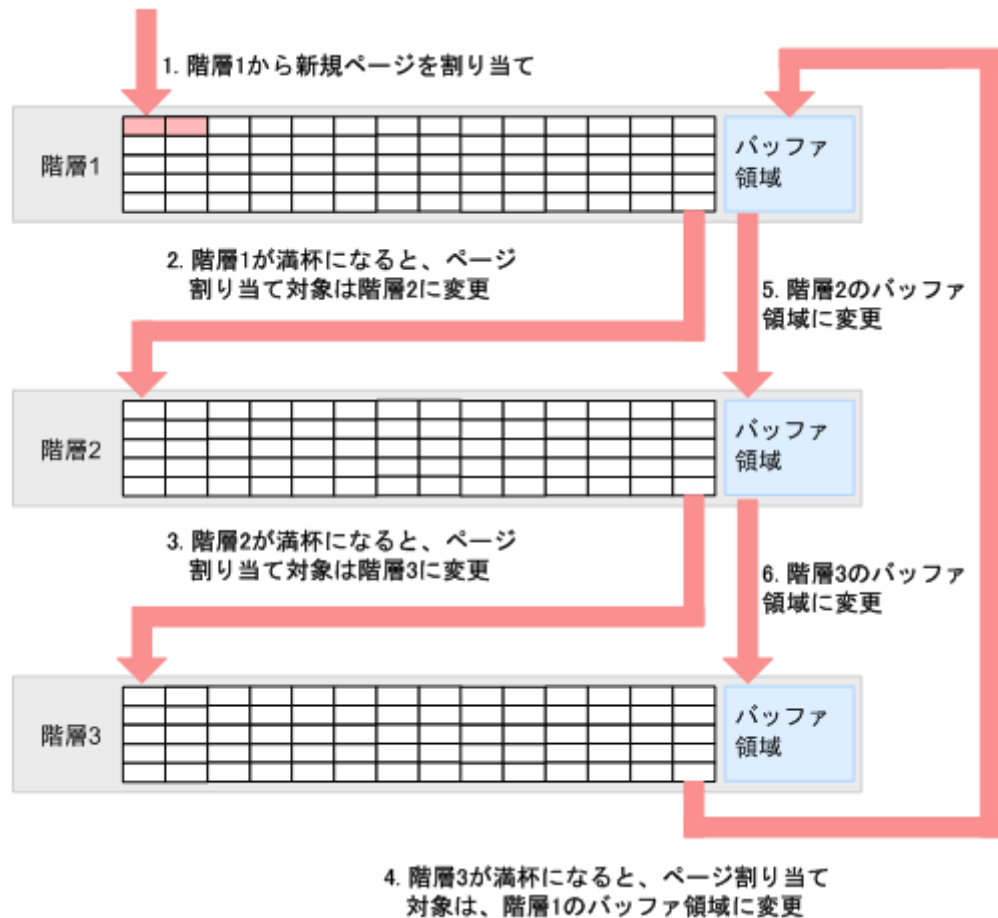 1. 階層1から新規ページを割り当て
階層1
バッファ
領域
2. 階層1が満杯になると、ページ
割り当て対象は階層2に変更
5. 階層2のバッファ
領域に変更
階層2
バッファ
領域
3. 階層2が満杯になると、ページ
割り当て対象は階層3に変更
6. 階層3のバッファ
領域に変更
階層3
バッファ
領域
4. 階層3が満杯になると、ページ割り当て
対象は、階層1のバッファ領域に変更